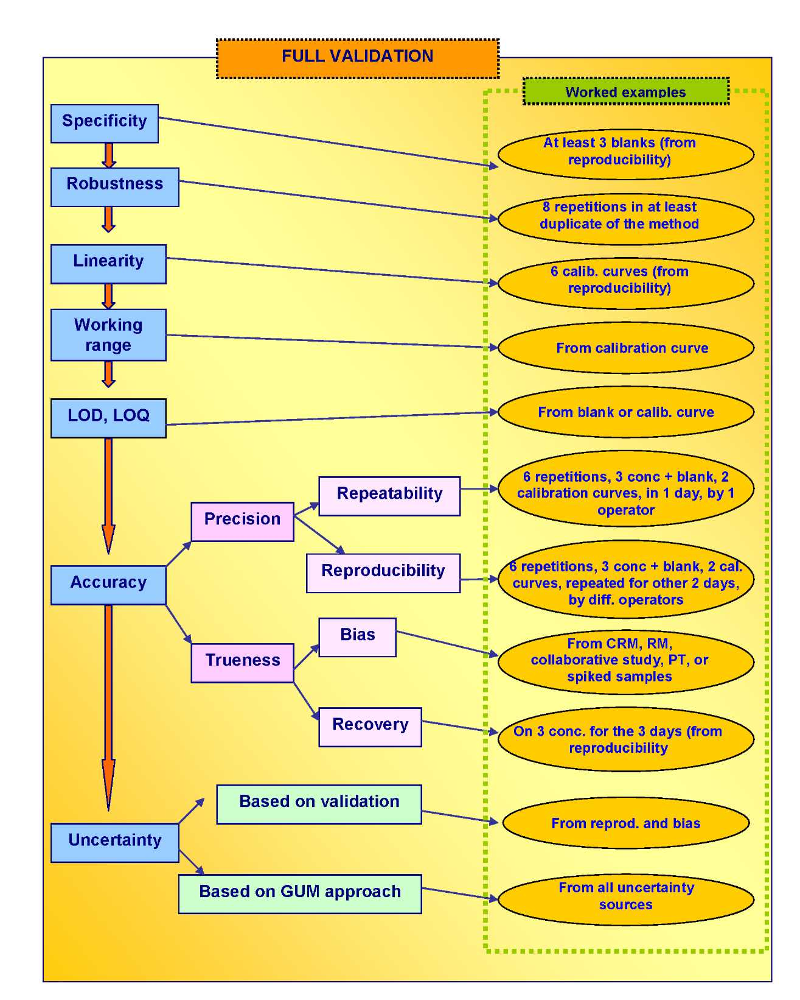 FULL VALIDATION
Worked examples
Specificity
At least 3 blanks (from
reproducibility)
Robustness
8 repetitions in at least
duplicate of the method
Linearity
6 calib. curves (from
reproducibility)
Working
range
From calibration curve
LOD, LOQ
From blank or calib. curve
Repeatability
6 repetitions, 3 conc + blank, 2
calibration curves, in 1 day, by 1
operator
Precision
Reproducibility
6 repetitions, 3 conc + blank, 2 cal.
curves, repeated for other 2 days,
by diff. operators
Accuracy
Bias
From CRM, RM,
collaborative study, PT, or
spiked samples
Trueness
Recovery
On 3 conc. for the 3 days (from
reproducibility
Based on validation
From reprod. and bias
Uncertainty
Based on GUM approach
From all uncertainty
sources